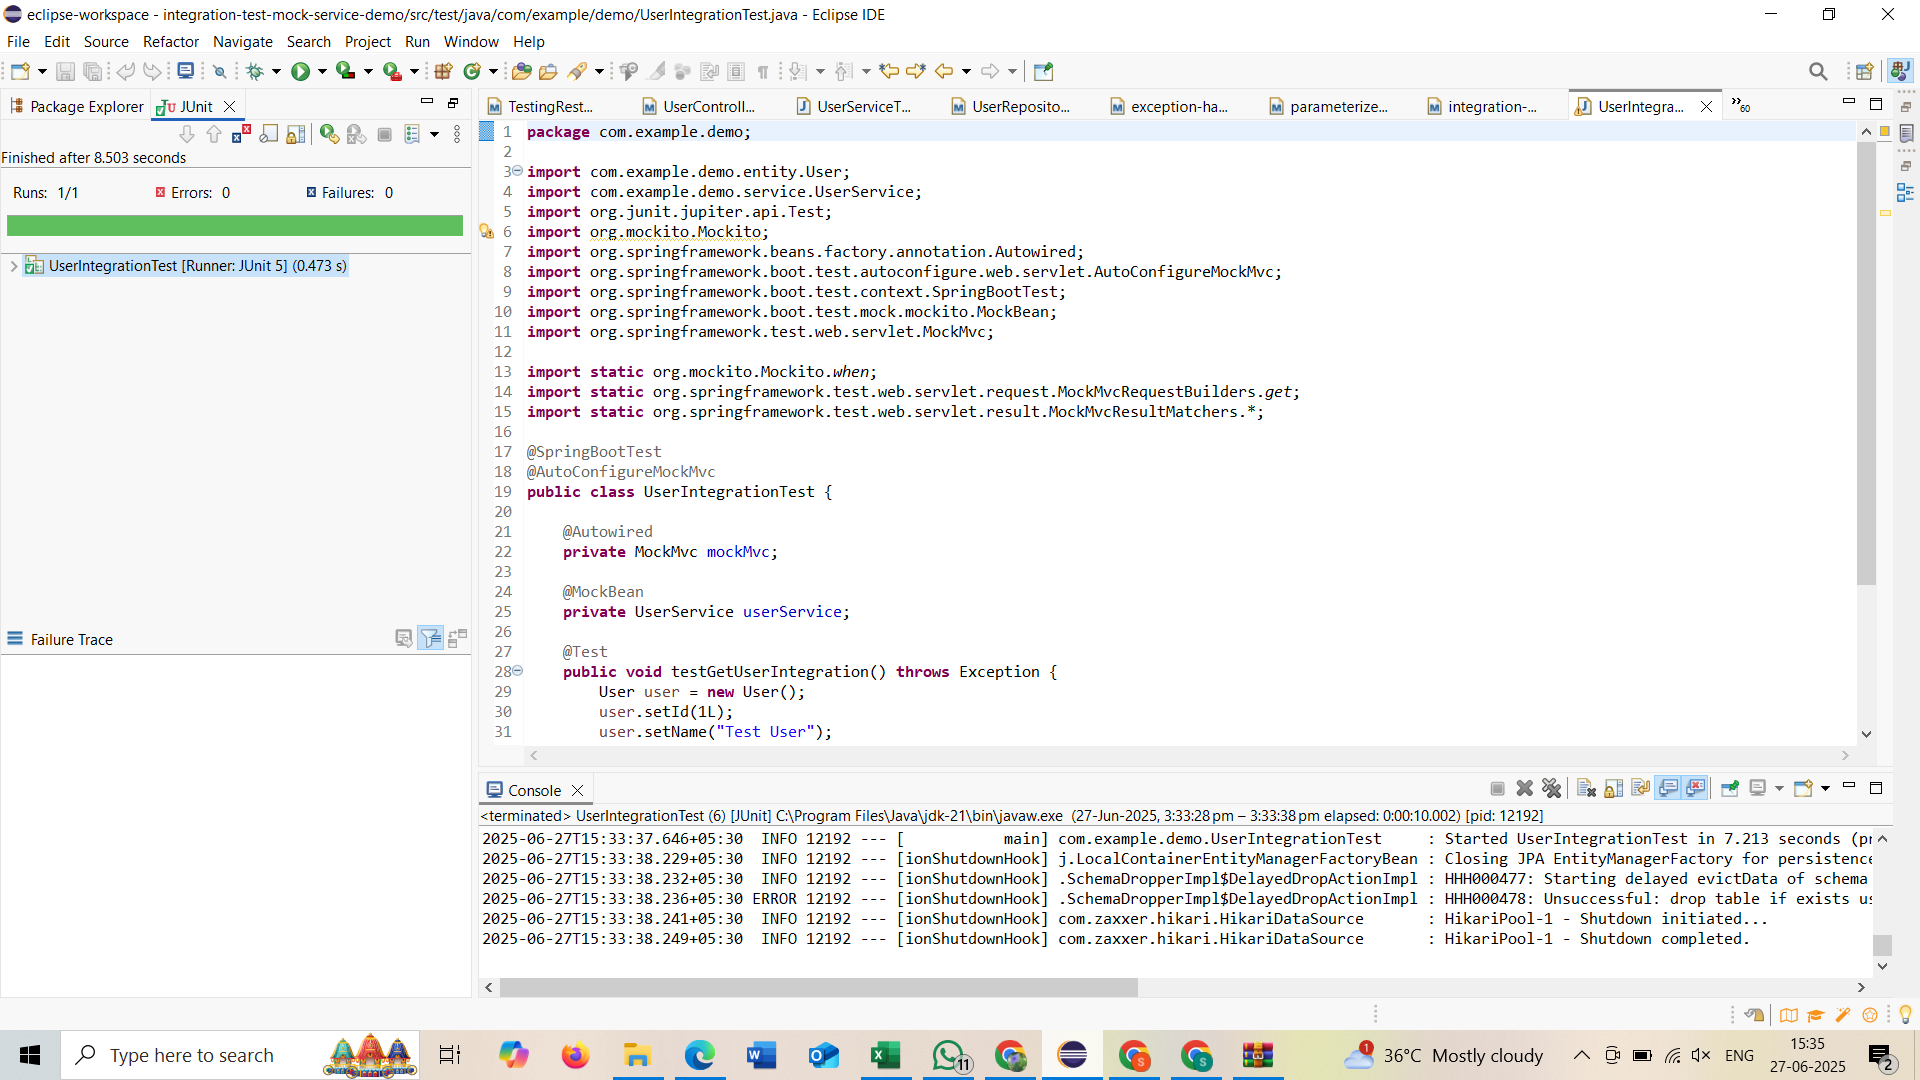 eclipse-workspace - integration-test-mock-service-demo/src/test/java/com/example/demo/UserIntegrationTest.java - Eclipse IDE
File Edit Source Refactor Navigate Search Project Run Window Help
Package Explorer JUnit
Finished after 8.503 seconds
Runs: 1/1 Errors: 0 Failures: 0
UserIntegrationTest [Runner: JUnit 5] (0.473 s)
Failure Trace
TestingRest... UserControll... UserServiceT... UserReposito... exception-ha... parameterize... integration-... UserIntegra... »60
1 package com.example.demo;
2
3 import com.example.demo.entity.User;
4 import com.example.demo.service.UserService;
5 import org.junit.jupiter.api.Test;
6 import org.mockito.Mockito;
7 import org.springframework.beans.factory.annotation.Autowired;
8 import org.springframework.boot.test.autoconfigure.web.servlet.AutoConfigureMockMvc;
9 import org.springframework.boot.test.context.SpringBootTest;
10 import org.springframework.boot.test.mock.mockito.MockBean;
11 import org.springframework.test.web.servlet.MockMvc;
12
13 import static org.mockito.Mockito.when;
14 import static org.springframework.test.web.servlet.request.MockMvcRequestBuilders.get;
15 import static org.springframework.test.web.servlet.result.MockMvcResultMatchers.*;
16
17 @SpringBootTest
18 @AutoConfigureMockMvc
19 public class UserIntegrationTest {
20
21 @Autowired
22 private MockMvc mockMvc;
23
24 @MockBean
25 private UserService userService;
26
27 @Test
28 public void testGetUserIntegration() throws Exception {
29 User user = new User();
30 user.setId(1L);
31 user.setName("Test User");
Console
<terminated> UserIntegrationTest (6) [JUnit] C:\Program Files\Java\jdk-21\bin\javaw.exe (27-Jun-2025, 3:33:28 pm – 3:33:38 pm elapsed: 0:00:10.002) [pid: 12192]
2025-06-27T15:33:37.646+05:30 INFO 12192 --- [ main] com.example.demo.UserIntegrationTest : Started UserIntegrationTest in 7.213 seconds (pr
2025-06-27T15:33:38.229+05:30 INFO 12192 --- [ionShutdownHook] j.LocalContainerEntityManagerFactoryBean : Closing JPA EntityManagerFactory for persistence
2025-06-27T15:33:38.232+05:30 INFO 12192 --- [ionShutdownHook] .SchemaDropperImpl$DelayedDropActionImpl : HHH000477: Starting delayed evictData of schema
2025-06-27T15:33:38.236+05:30 ERROR 12192 --- [ionShutdownHook] .SchemaDropperImpl$DelayedDropActionImpl : HHH000478: Unsuccessful: drop table if exists us
2025-06-27T15:33:38.241+05:30 INFO 12192 --- [ionShutdownHook] com.zaxxer.hikari.HikariDataSource : HikariPool-1 - Shutdown initiated...
2025-06-27T15:33:38.249+05:30 INFO 12192 --- [ionShutdownHook] com.zaxxer.hikari.HikariDataSource : HikariPool-1 - Shutdown completed.
Type here to search
11
1 36°C Mostly cloudy
ENG
15:35
27-06-2025
2